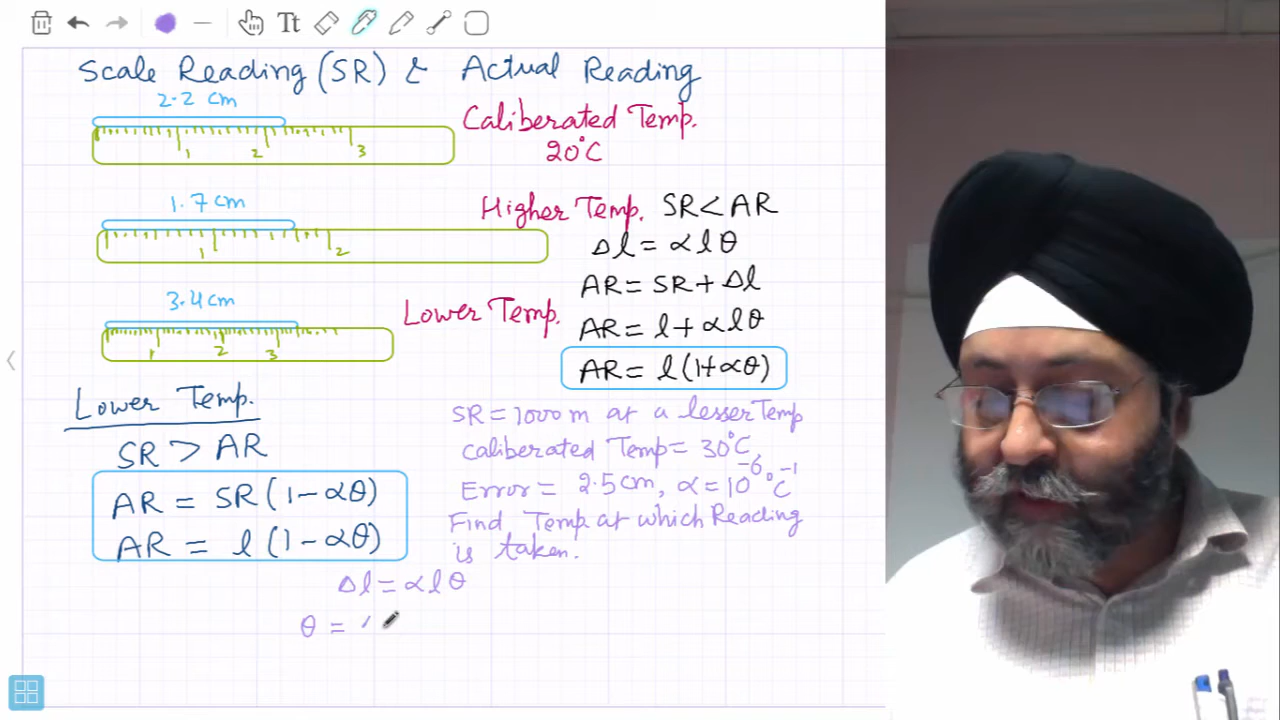 Tt
Scale Reading (SR) & Actual Reading
2.2 cm
Caliberated Temp.
20°C
1 2 3
1.7 cm
Higher Temp. SR < AR
1 2
Δl = αlθ
AR = SR + Δl
3.4 cm
Lower Temp.
AR = l + αlθ
1 2 3
AR = l(1+αθ)
Lower Temp.
SR > AR
AR = SR(1-αθ)
AR = l(1-αθ)
SR = 1000 m at a lesser Temp
caliberated Temp = 30°C,
Error = 2.5cm, α = 10⁻⁶ °C⁻¹
Find Temp at which Reading
is taken.
Δl = αlθ
θ =